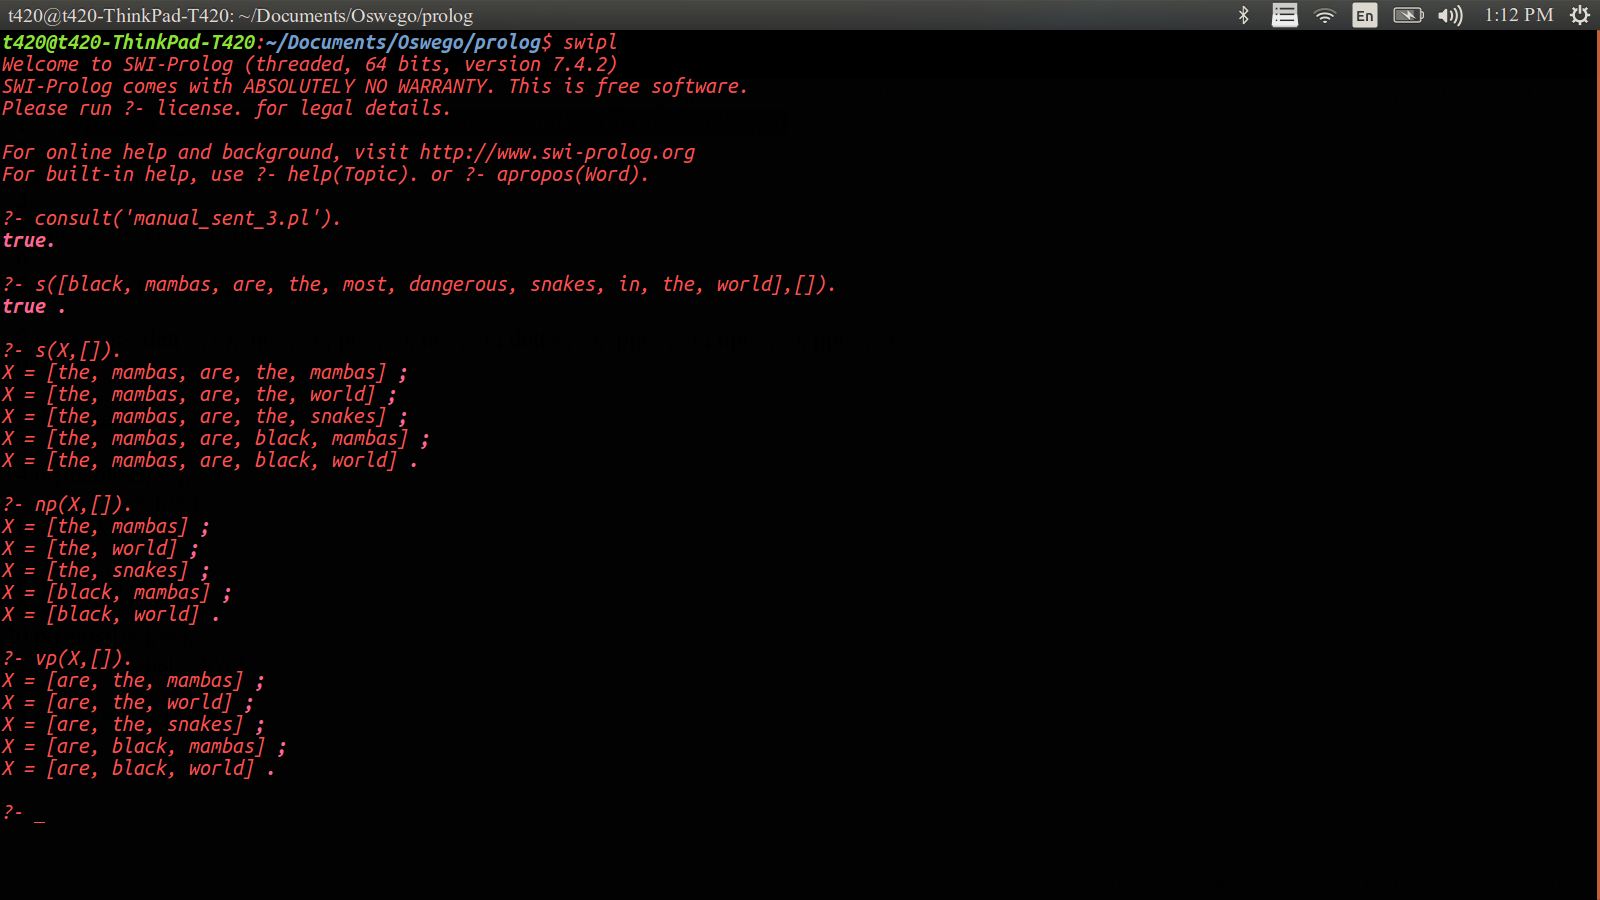 t420@t420-ThinkPad-T420: ~/Documents/Oswego/prolog En 1:12 PM
t420@t420-ThinkPad-T420:~/Documents/Oswego/prolog$ swipl
Welcome to SWI-Prolog (threaded, 64 bits, version 7.4.2)
SWI-Prolog comes with ABSOLUTELY NO WARRANTY. This is free software.
Please run ?- license. for legal details.
For online help and background, visit http://www.swi-prolog.org
For built-in help, use ?- help(Topic). or ?- apropos(Word).
?- consult('manual_sent_3.pl').
true.
?- s([black, mambas, are, the, most, dangerous, snakes, in, the, world],[]).
true .
?- s(X,[]).
X = [the, mambas, are, the, mambas] ;
X = [the, mambas, are, the, world] ;
X = [the, mambas, are, the, snakes] ;
X = [the, mambas, are, black, mambas] ;
X = [the, mambas, are, black, world] .
?- np(X,[]).
X = [the, mambas] ;
X = [the, world] ;
X = [the, snakes] ;
X = [black, mambas] ;
X = [black, world] .
?- vp(X,[]).
X = [are, the, mambas] ;
X = [are, the, world] ;
X = [are, the, snakes] ;
X = [are, black, mambas] ;
X = [are, black, world] .
?- _